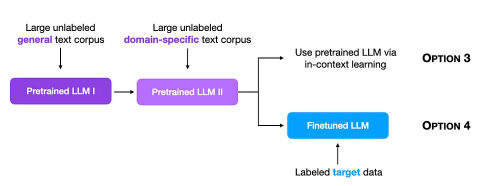 Large unlabeled
general text corpus
Large unlabeled
domain-specific text corpus
Pretrained LLM I
Pretrained LLM II
Use pretrained LLM via
in-context learning
OPTION 3
Finetuned LLM
OPTION 4
Labeled target data